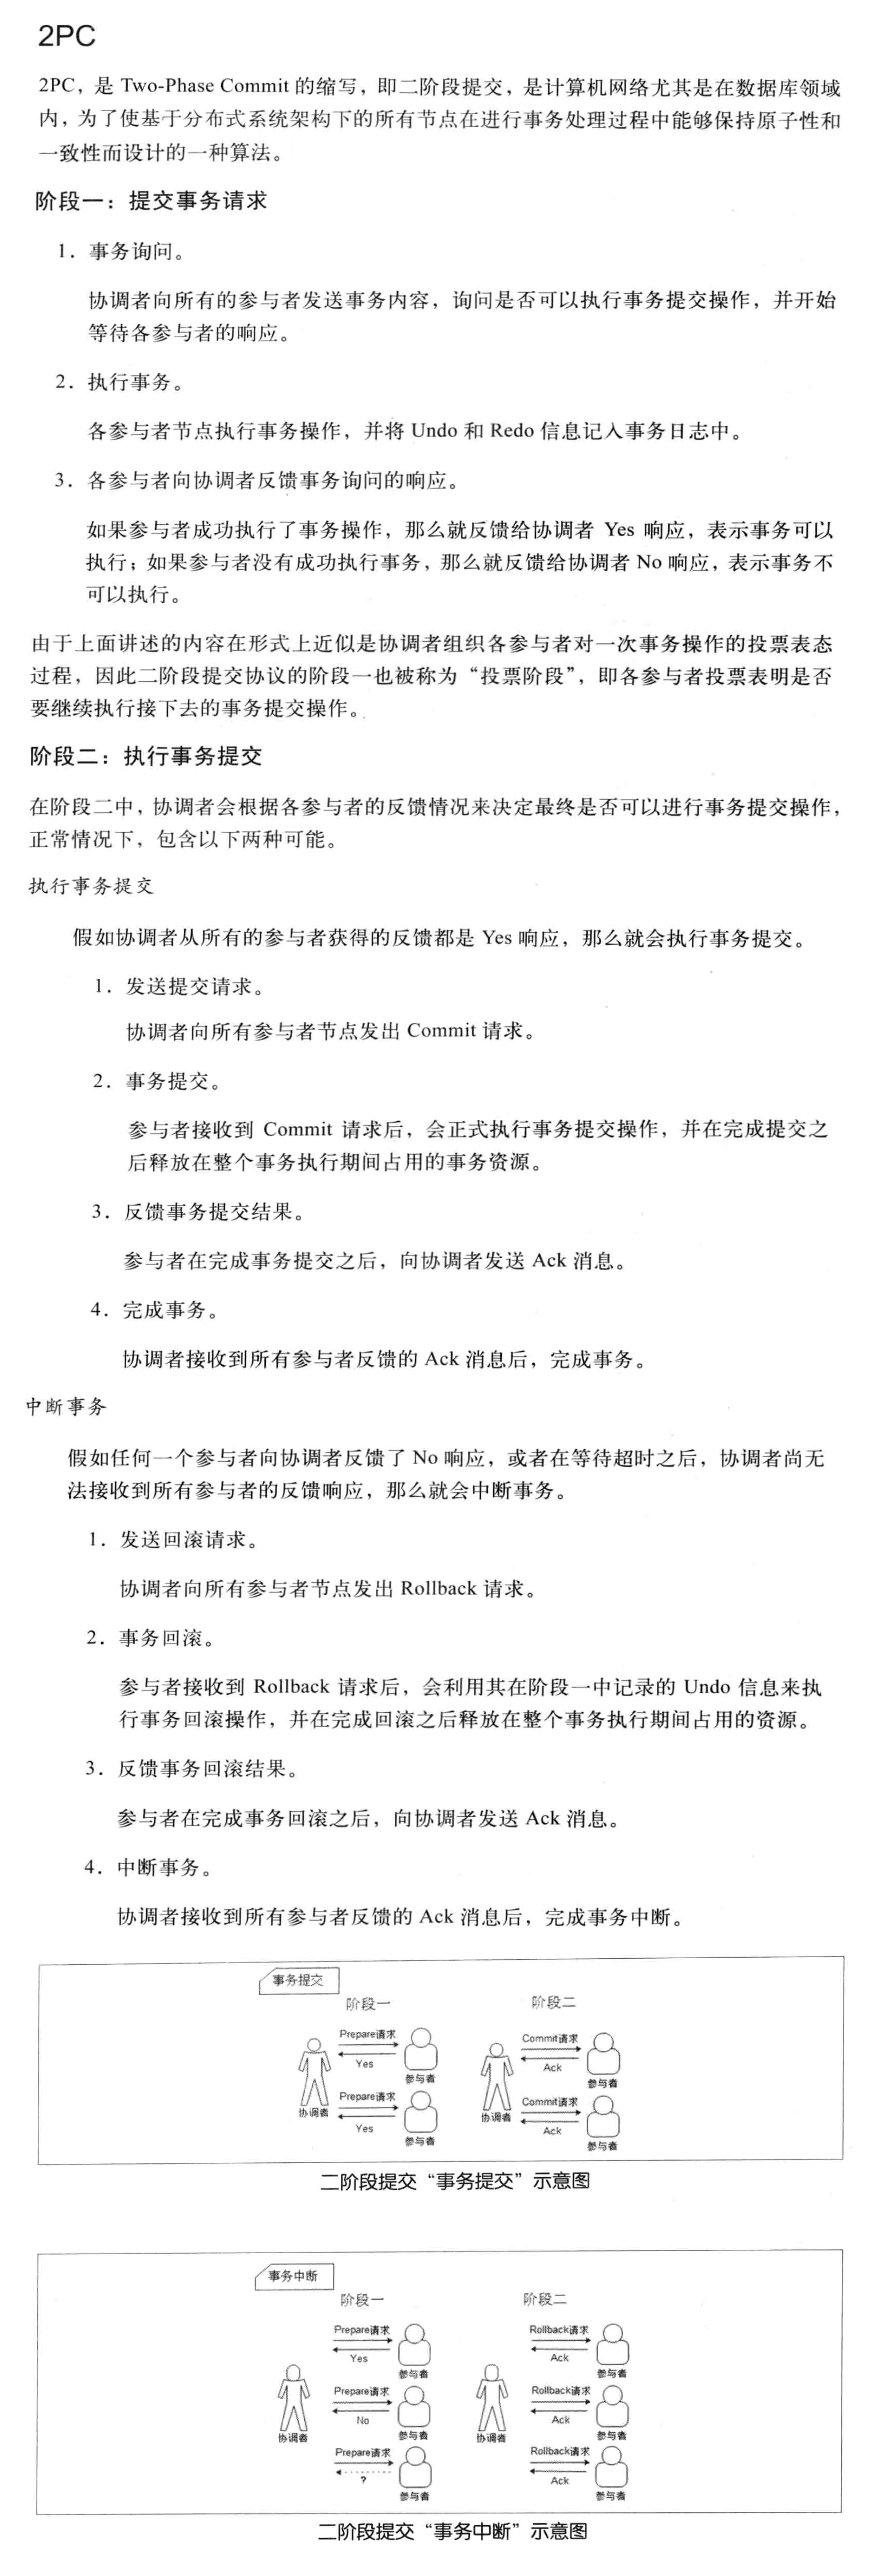 2PC
2PC，是 Two-Phase Commit 的缩写，即二阶段提交，是计算机网络尤其是在数据库领域
内，为了使基于分布式系统架构下的所有节点在进行事务处理过程中能够保持原子性和
一致性而设计的一种算法。
阶段一：提交事务请求
1．事务询问。
协调者向所有的参与者发送事务内容，询问是否可以执行事务提交操作，并开始
等待各参与者的响应。
2．执行事务。
各参与者节点执行事务操作，并将 Undo 和 Redo 信息记入事务日志中。
3．各参与者向协调者反馈事务询问的响应。
如果参与者成功执行了事务操作，那么就反馈给协调者 Yes 响应，表示事务可以
执行；如果参与者没有成功执行事务，那么就反馈给协调者 No 响应，表示事务不
可以执行。
由于上面讲述的内容在形式上近似是协调者组织各参与者对一次事务操作的投票表态
过程，因此二阶段提交协议的阶段一也被称为“投票阶段”，即各参与者投票表明是否
要继续执行接下去的事务提交操作。
阶段二：执行事务提交
在阶段二中，协调者会根据各参与者的反馈情况来决定最终是否可以进行事务提交操作，
正常情况下，包含以下两种可能。
执行事务提交
假如协调者从所有的参与者获得的反馈都是 Yes 响应，那么就会执行事务提交。
1．发送提交请求。
协调者向所有参与者节点发出 Commit 请求。
2．事务提交。
参与者接收到 Commit 请求后，会正式执行事务提交操作，并在完成提交之
后释放在整个事务执行期间占用的事务资源。
3．反馈事务提交结果。
参与者在完成事务提交之后，向协调者发送 Ack 消息。
4．完成事务。
协调者接收到所有参与者反馈的 Ack 消息后，完成事务。
中断事务
假如任何一个参与者向协调者反馈了 No 响应，或者在等待超时之后，协调者尚无
法接收到所有参与者的反馈响应，那么就会中断事务。
1．发送回滚请求。
协调者向所有参与者节点发出 Rollback 请求。
2．事务回滚。
参与者接收到 Rollback 请求后，会利用其在阶段一中记录的 Undo 信息来执
行事务回滚操作，并在完成回滚之后释放在整个事务执行期间占用的资源。
3．反馈事务回滚结果。
参与者在完成事务回滚之后，向协调者发送 Ack 消息。
4．中断事务。
协调者接收到所有参与者反馈的 Ack 消息后，完成事务中断。
事务提交
阶段一 阶段二
Prepare请求 Commit请求
Yes Ack
参与者 参与者
Prepare请求 Commit请求
协调者 协调者
Yes Ack
参与者 参与者
二阶段提交“事务提交”示意图
事务中断
阶段一 阶段二
Prepare请求 Rollback请求
Yes Ack
参与者 参与者
Prepare请求 Rollback请求
No Ack
协调者 参与者 协调者 参与者
Prepare请求 Rollback请求
? Ack
参与者 参与者
二阶段提交“事务中断”示意图